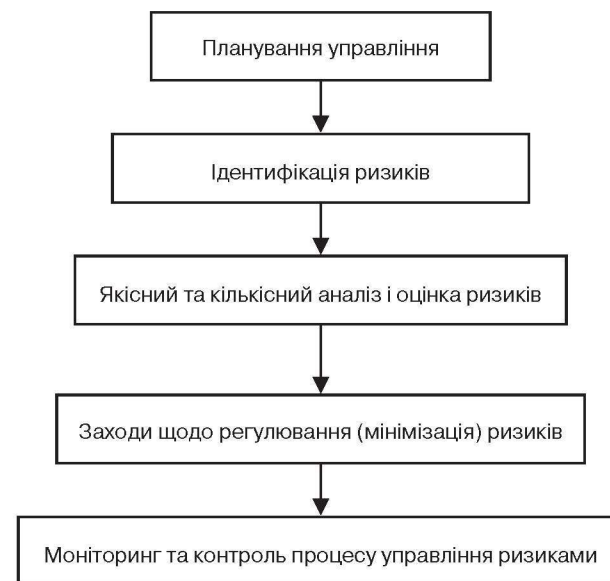 Планування управління
Ідентифікація ризиків
Якісний та кількісний аналіз і оцінка ризиків
Заходи щодо регулювання (мінімізація) ризиків
Моніторинг та контроль процесу управління ризиками